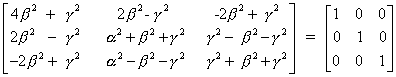 4β² + γ² 2β² - γ² -2β² + γ² 1 0 0
2β² - γ² α² + β² + γ² γ² - β² - γ² = 0 1 0
-2β² + γ² α² - β² - γ² γ² + β² + γ² 0 0 1